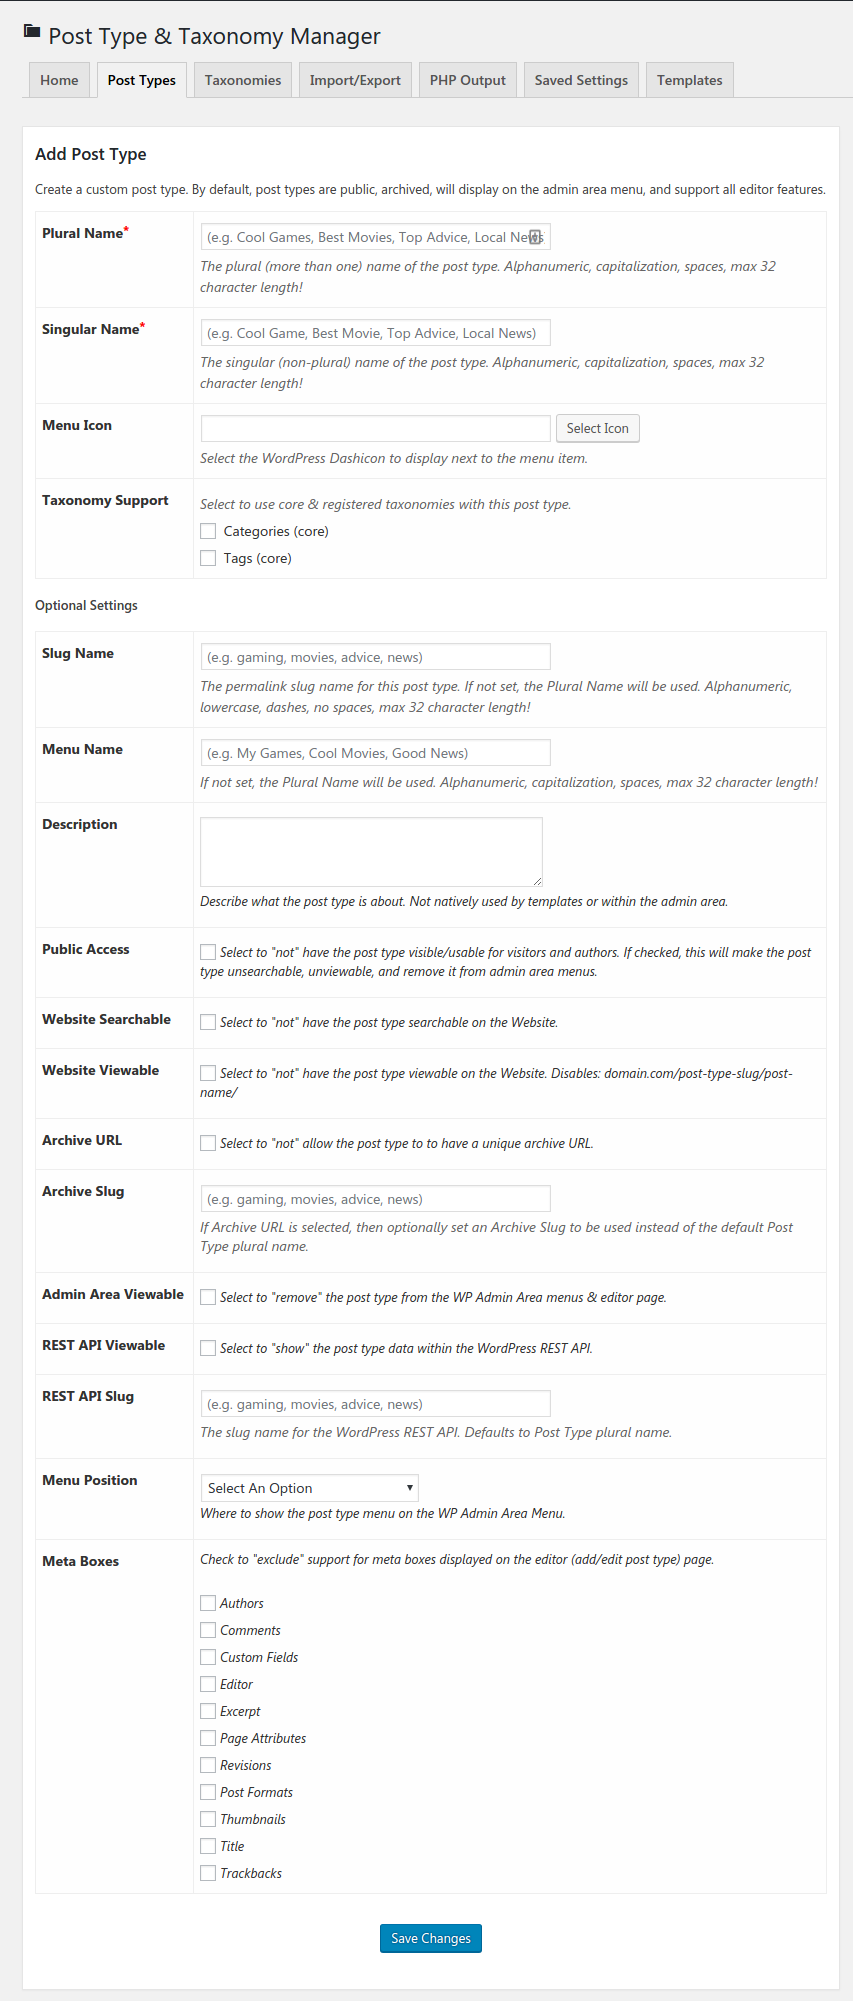 Post Type & Taxonomy Manager
Home Post Types Taxonomies Import/Export PHP Output Saved Settings Templates
Add Post Type
Create a custom post type. By default, post types are public, archived, will display on the admin area menu, and support all editor features.
Plural Name*
(e.g. Cool Games, Best Movies, Top Advice, Local News
The plural (more than one) name of the post type. Alphanumeric, capitalization, spaces, max 32
character length!
Singular Name*
(e.g. Cool Game, Best Movie, Top Advice, Local News)
The singular (non-plural) name of the post type. Alphanumeric, capitalization, spaces, max 32
character length!
Menu Icon
Select Icon
Select the WordPress Dashicon to display next to the menu item.
Taxonomy Support
Select to use core & registered taxonomies with this post type.
Categories (core)
Tags (core)
Optional Settings
Slug Name
(e.g. gaming, movies, advice, news)
The permalink slug name for this post type. If not set, the Plural Name will be used. Alphanumeric,
lowercase, dashes, no spaces, max 32 character length!
Menu Name
(e.g. My Games, Cool Movies, Good News)
If not set, the Plural Name will be used. Alphanumeric, capitalization, spaces, max 32 character length!
Description
Describe what the post type is about. Not natively used by templates or within the admin area.
Public Access
Select to "not" have the post type visible/usable for visitors and authors. If checked, this will make the post
type unsearchable, unviewable, and remove it from admin area menus.
Website Searchable
Select to "not" have the post type searchable on the Website.
Website Viewable
Select to "not" have the post type viewable on the Website. Disables: domain.com/post-type-slug/post-
name/
Archive URL
Select to "not" allow the post type to to have a unique archive URL.
Archive Slug
(e.g. gaming, movies, advice, news)
If Archive URL is selected, then optionally set an Archive Slug to be used instead of the default Post
Type plural name.
Admin Area Viewable
Select to "remove" the post type from the WP Admin Area menus & editor page.
REST API Viewable
Select to "show" the post type data within the WordPress REST API.
REST API Slug
(e.g. gaming, movies, advice, news)
The slug name for the WordPress REST API. Defaults to Post Type plural name.
Menu Position
Select An Option
Where to show the post type menu on the WP Admin Area Menu.
Meta Boxes
Check to "exclude" support for meta boxes displayed on the editor (add/edit post type) page.
Authors
Comments
Custom Fields
Editor
Excerpt
Page Attributes
Revisions
Post Formats
Thumbnails
Title
Trackbacks
Save Changes